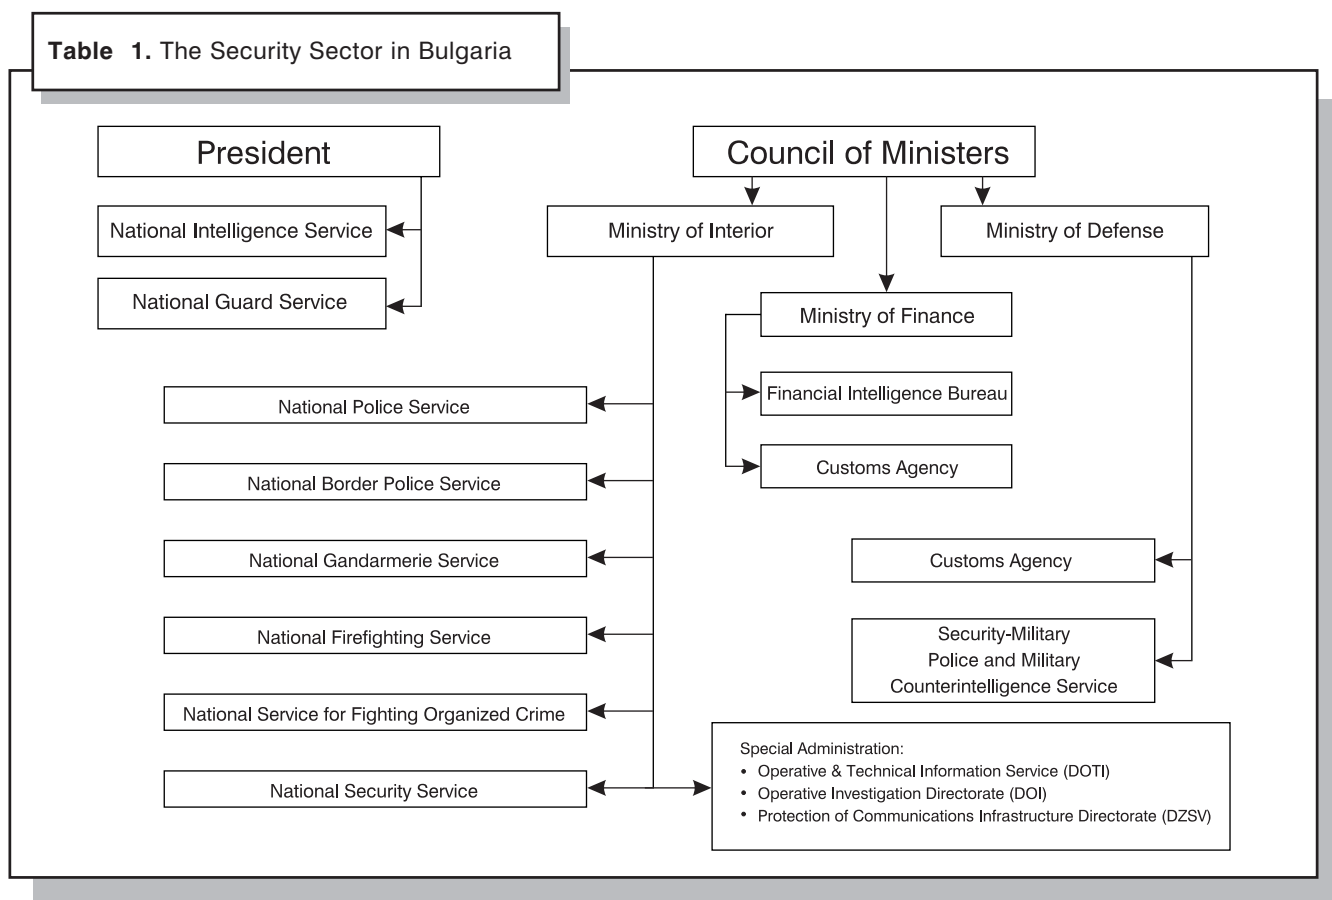 Table 1. The Security Sector in Bulgaria
President
National Intelligence Service
National Guard Service
Council of Ministers
Ministry of Interior
Ministry of Defense
Ministry of Finance
Financial Intelligence Bureau
Customs Agency
National Police Service
National Border Police Service
National Gandarmerie Service
National Firefighting Service
National Service for Fighting Organized Crime
National Security Service
Customs Agency
Security-Military
Police and Military
Counterintelligence Service
Special Administration:
• Operative & Technical Information Service (DOTI)
• Operative Investigation Directorate (DOI)
• Protection of Communications Infrastructure Directorate (DZSV)